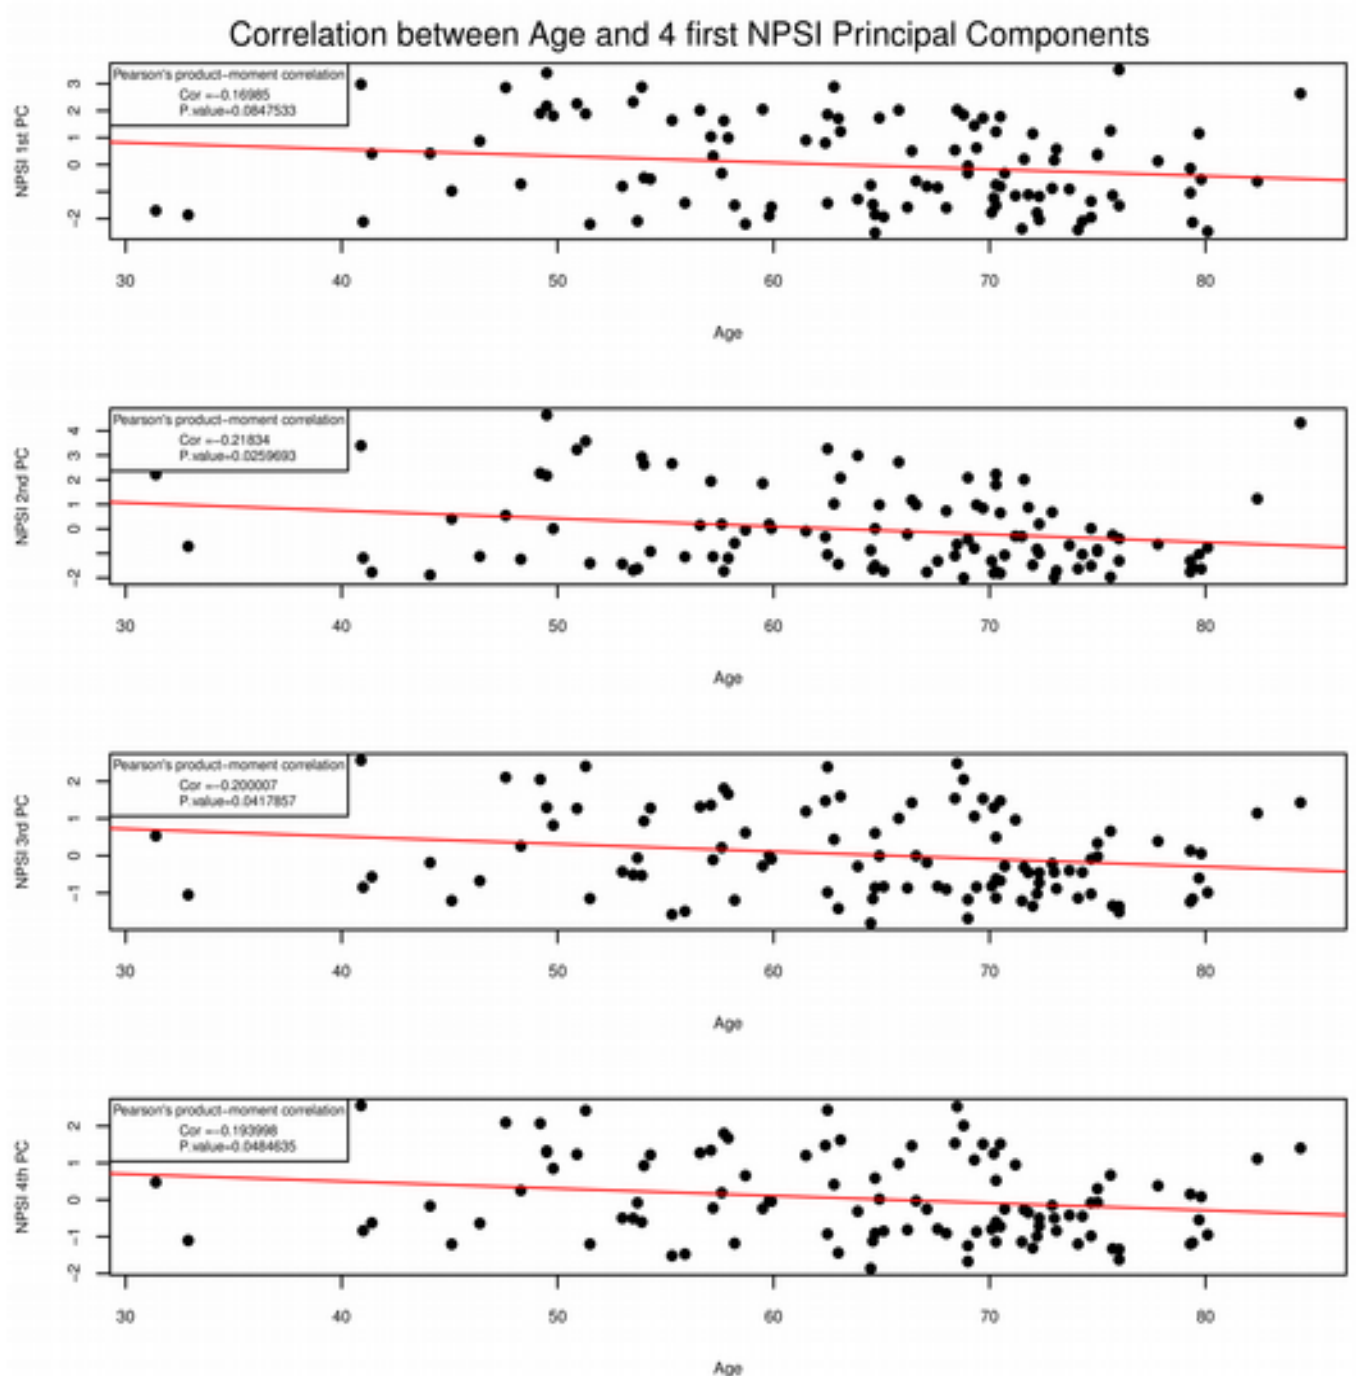 Correlation between Age and 4 first NPSI Principal Components
Pearson's product-moment correlation
Cor =-0.16985
P.value=0.0847533
NPSI 1st PC
3
2
1
0
-2
30 40 50 60 70 80
Age
Pearson's product-moment correlation
Cor =-0.21834
P.value=0.0259693
NPSI 2nd PC
4
3
2
1
0
-2
30 40 50 60 70 80
Age
Pearson's product-moment correlation
Cor =-0.200007
P.value=0.0417857
NPSI 3rd PC
2
1
0
-1
30 40 50 60 70 80
Age
Pearson's product-moment correlation
Cor =-0.193998
P.value=0.0484635
NPSI 4th PC
2
1
0
-1
-2
30 40 50 60 70 80
Age